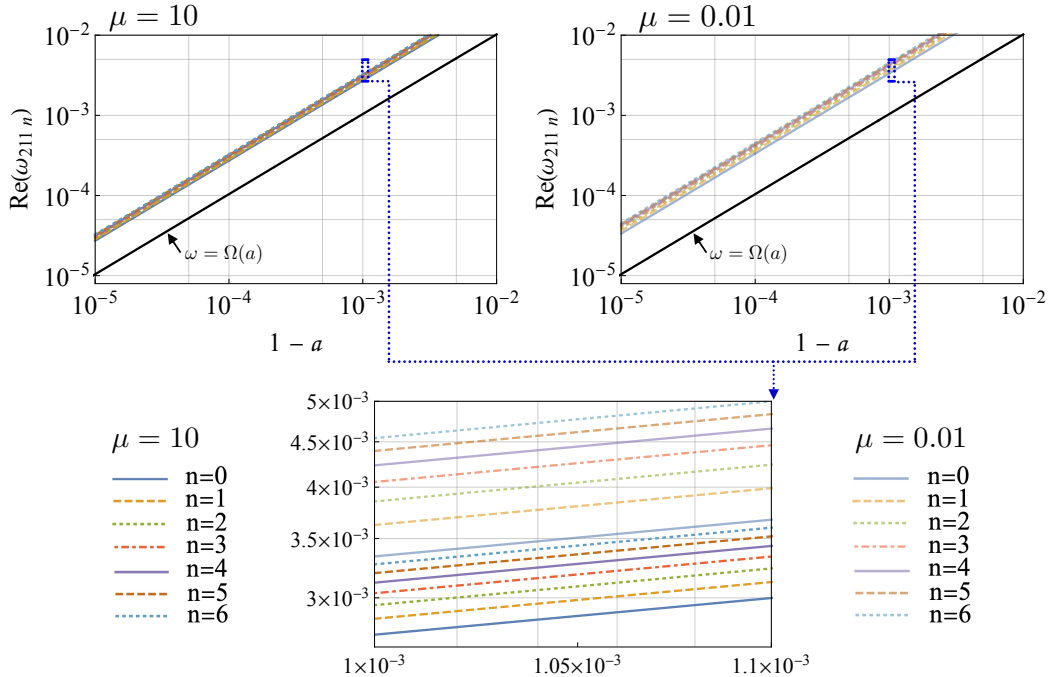 μ = 10
Re(ω₂₁₁ ₙ)
10⁻²
10⁻³
10⁻⁴
10⁻⁵
ω = Ω(a)
10⁻⁵ 10⁻⁴ 10⁻³ 10⁻²
1 − a
μ = 0.01
Re(ω₂₁₁ ₙ)
10⁻²
10⁻³
10⁻⁴
10⁻⁵
ω = Ω(a)
10⁻⁵ 10⁻⁴ 10⁻³ 10⁻²
1 − a
μ = 10
n=0
n=1
n=2
n=3
n=4
n=5
n=6
5×10⁻³
4.5×10⁻³
4×10⁻³
3.5×10⁻³
3×10⁻³
1×10⁻³ 1.05×10⁻³ 1.1×10⁻³
μ = 0.01
n=0
n=1
n=2
n=3
n=4
n=5
n=6